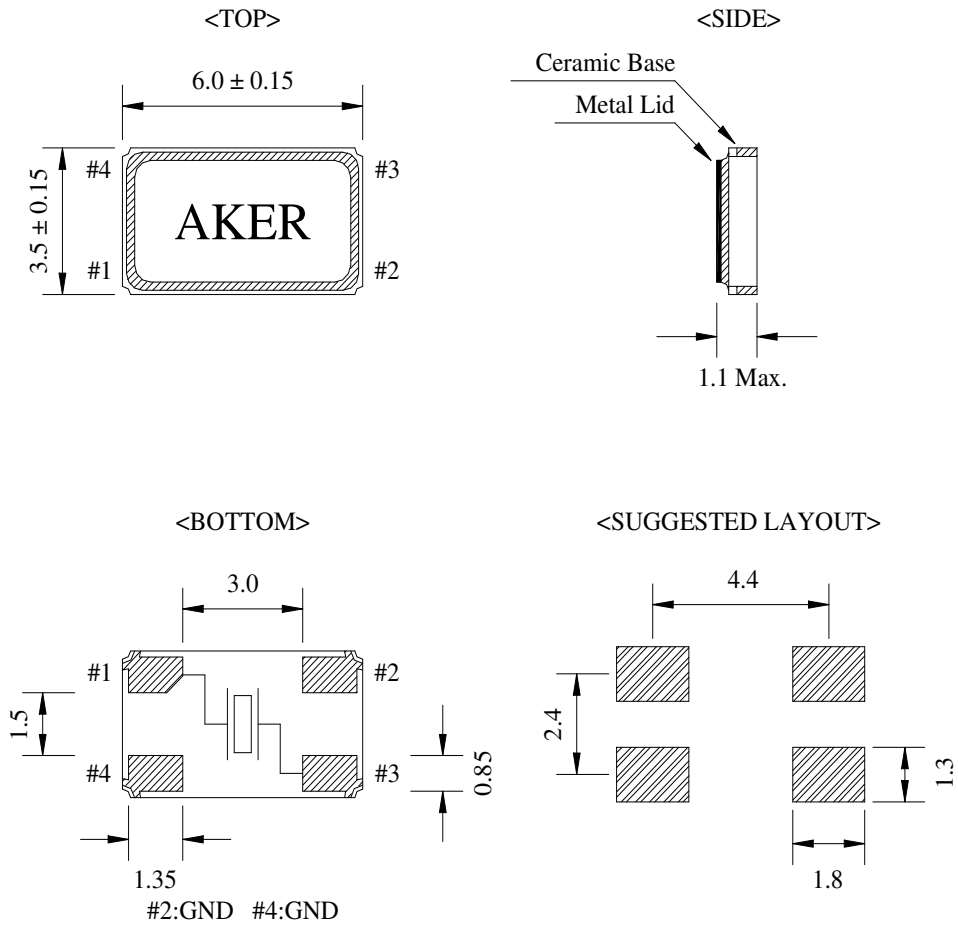 <TOP>
6.0 ± 0.15
3.5 ± 0.15
#4
#3
AKER
#1
#2
<SIDE>
Ceramic Base
Metal Lid
1.1 Max.
<BOTTOM>
3.0
#1
#2
1.5
#4
#3
0.85
1.35
#2:GND #4:GND
<SUGGESTED LAYOUT>
4.4
2.4
1.3
1.8